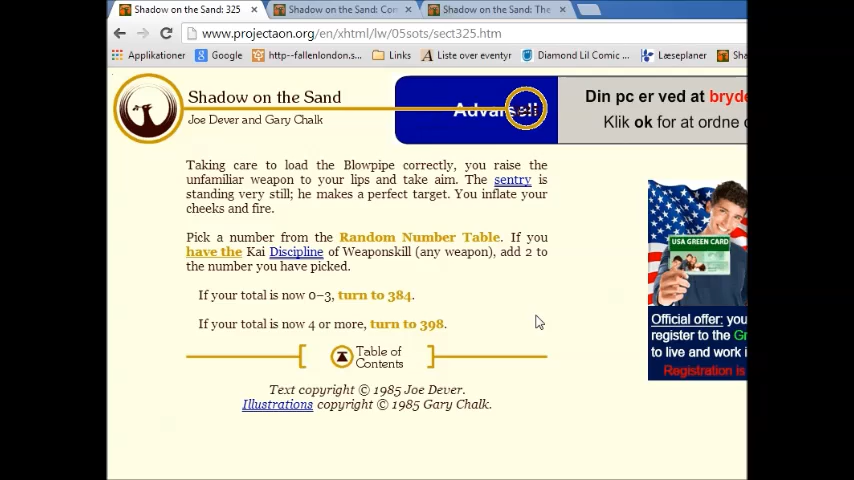 Shadow on the Sand: 325
Shadow on the Sand: Con
Shadow on the Sand: The
www.projectaon.org/en/xhtml/lw/05sots/sect325.htm
Applikationer
Google
http--fallenlondon.s...
Links
Liste over eventyr
Diamond Lil Comic ...
Læseplaner
Sha
Shadow on the Sand
Joe Dever and Gary Chalk
Din pc er ved at bryde
Klik ok for at ordne
Taking care to load the Blowpipe correctly, you raise the
unfamiliar weapon to your lips and take aim. The sentry is
standing very still; he makes a perfect target. You inflate your
cheeks and fire.
Pick a number from the Random Number Table. If you
have the Kai Discipline of Weaponskill (any weapon), add 2 to
the number you have picked.
If your total is now 0–3, turn to 384.
If your total is now 4 or more, turn to 398.
Table of
Contents
Text copyright © 1985 Joe Dever.
Illustrations copyright © 1985 Gary Chalk.
USA GREEN CARD
Official offer: you
register to the Gr
to live and work i
Registration is